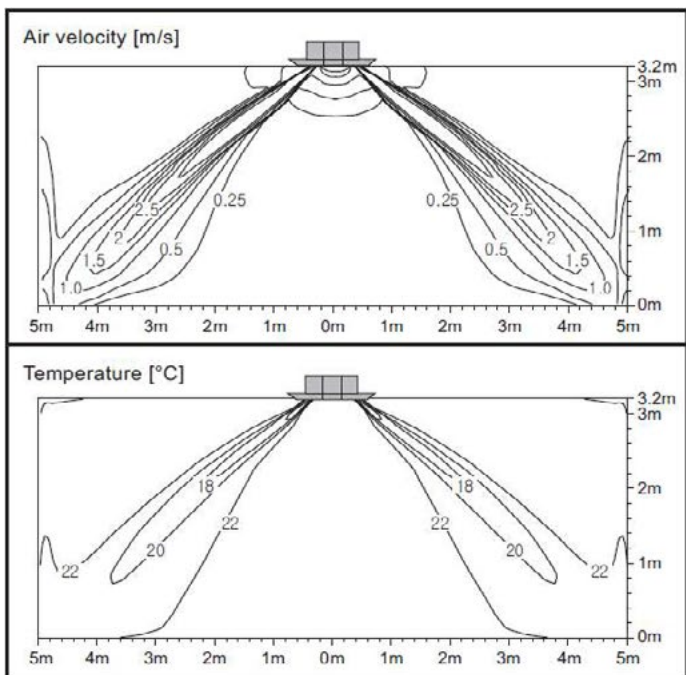 Air velocity [m/s]
3.2m
3m
2m
0.25 0.25
2.5 2.5
1m
2 2
0.5 0.5
1.5 1.5
1.0 1.0
0m
5m 4m 3m 2m 1m 0m 1m 2m 3m 4m 5m
Temperature [°C]
3.2m
3m
2m
18 18
22 22
20 20
1m
22 22
0m
5m 4m 3m 2m 1m 0m 1m 2m 3m 4m 5m